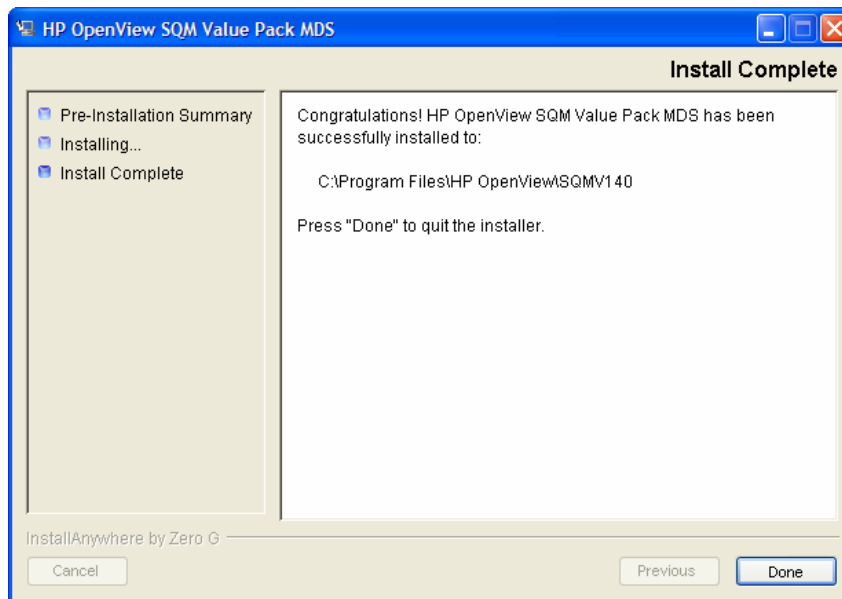 HP OpenView SQM Value Pack MDS
Install Complete
Pre-Installation Summary
Installing...
Install Complete
Congratulations! HP OpenView SQM Value Pack MDS has been
successfully installed to:
C:\Program Files\HP OpenView\SQMV140
Press "Done" to quit the installer.
InstallAnywhere by Zero G
Cancel
Previous
Done